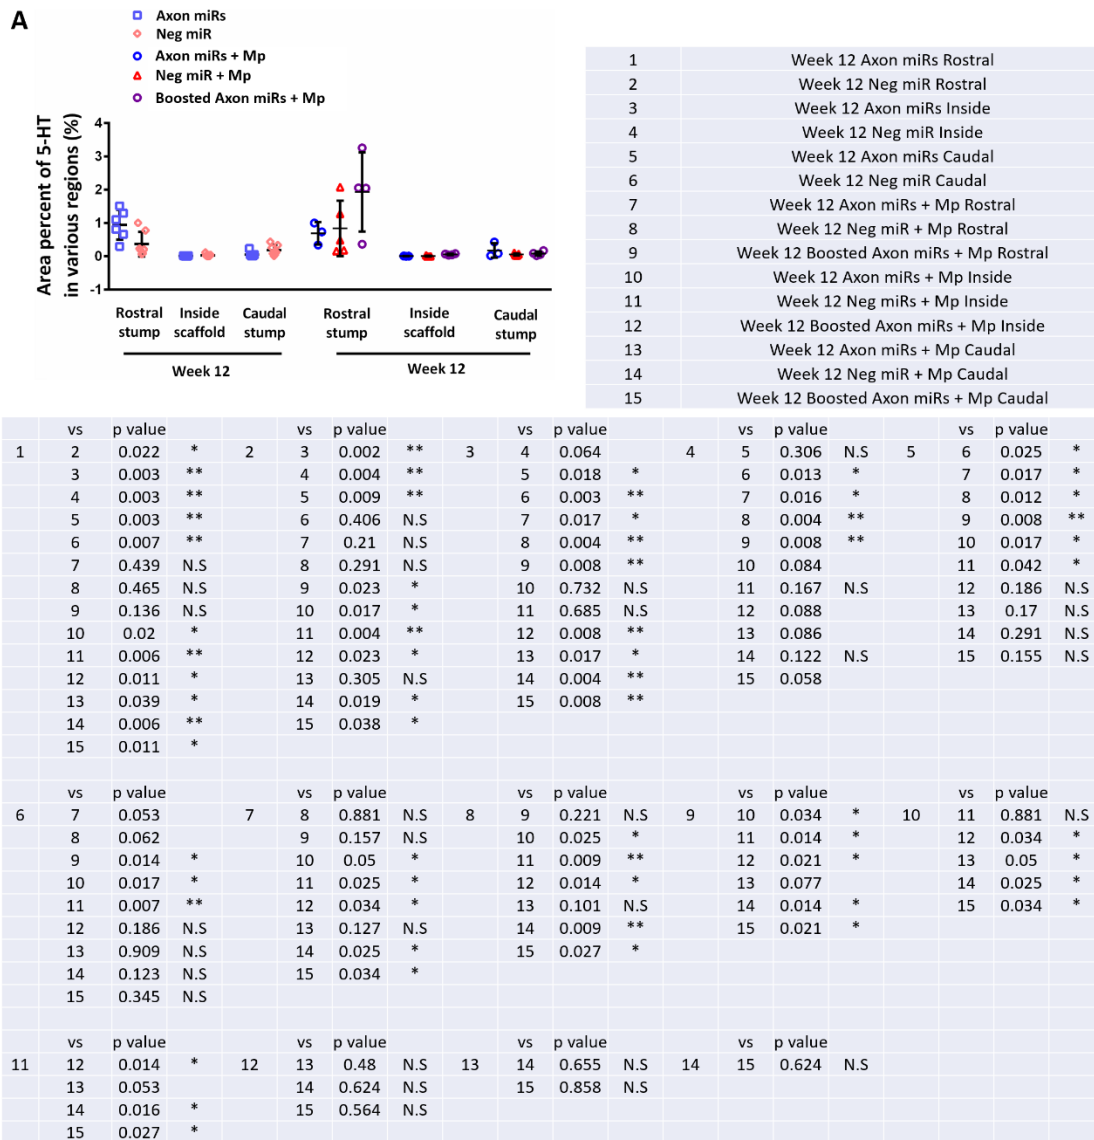 A
Axon miRs
Neg miR
Axon miRs + Mp
Neg miR + Mp
Boosted Axon miRs + Mp
Area percent of 5-HT
in various regions (%)
4
3
2
1
0
-1
Rostral stump Inside scaffold Caudal stump Rostral stump Inside scaffold Caudal stump
Week 12 Week 12
1 Week 12 Axon miRs Rostral
2 Week 12 Neg miR Rostral
3 Week 12 Axon miRs Inside
4 Week 12 Neg miR Inside
5 Week 12 Axon miRs Caudal
6 Week 12 Neg miR Caudal
7 Week 12 Axon miRs + Mp Rostral
8 Week 12 Neg miR + Mp Rostral
9 Week 12 Boosted Axon miRs + Mp Rostral
10 Week 12 Axon miRs + Mp Inside
11 Week 12 Neg miRs + Mp Inside
12 Week 12 Boosted Axon miRs + Mp Inside
13 Week 12 Axon miRs + Mp Caudal
14 Week 12 Neg miR + Mp Caudal
15 Week 12 Boosted Axon miRs + Mp Caudal
vs p value vs p value vs p value vs p value vs p value
1 2 0.022 * 2 3 0.002 ** 3 4 0.064 4 5 0.306 N.S 5 6 0.025 *
3 0.003 ** 4 0.004 ** 5 0.018 * 6 0.013 * 7 0.017 *
4 0.003 ** 5 0.009 ** 6 0.003 ** 7 0.016 * 8 0.012 *
5 0.003 ** 6 0.406 N.S 7 0.017 * 8 0.004 ** 9 0.008 **
6 0.007 ** 7 0.21 N.S 8 0.004 ** 9 0.008 ** 10 0.017 *
7 0.439 N.S 8 0.291 N.S 9 0.008 ** 10 0.084 11 0.042 *
8 0.465 N.S 9 0.023 * 10 0.732 N.S 11 0.167 N.S 12 0.186 N.S
9 0.136 N.S 10 0.017 * 11 0.685 N.S 12 0.088 13 0.17 N.S
10 0.02 * 11 0.004 ** 12 0.008 ** 13 0.086 14 0.291 N.S
11 0.006 ** 12 0.023 * 13 0.017 * 14 0.122 N.S 15 0.155 N.S
12 0.011 * 13 0.305 N.S 14 0.004 ** 15 0.058
13 0.039 * 14 0.019 * 15 0.008 **
14 0.006 ** 15 0.038 *
15 0.011 *
vs p value vs p value vs p value vs p value vs p value
6 7 0.053 7 8 0.881 N.S 8 9 0.221 N.S 9 10 0.034 * 10 11 0.881 N.S
8 0.062 9 0.157 N.S 10 0.025 * 11 0.014 * 12 0.034 *
9 0.014 * 10 0.05 * 11 0.009 ** 12 0.021 * 13 0.05 *
10 0.017 * 11 0.025 * 12 0.014 * 13 0.077 14 0.025 *
11 0.007 ** 12 0.034 * 13 0.101 N.S 14 0.014 * 15 0.034 *
12 0.186 N.S 13 0.127 N.S 14 0.009 ** 15 0.021 *
13 0.909 N.S 14 0.025 * 15 0.027 *
14 0.123 N.S 15 0.034 *
15 0.345 N.S
vs p value vs p value vs p value vs p value
11 12 0.014 * 12 13 0.48 N.S 13 14 0.655 N.S 14 15 0.624 N.S
13 0.053 14 0.624 N.S 15 0.858 N.S
14 0.016 * 15 0.564 N.S
15 0.027 *